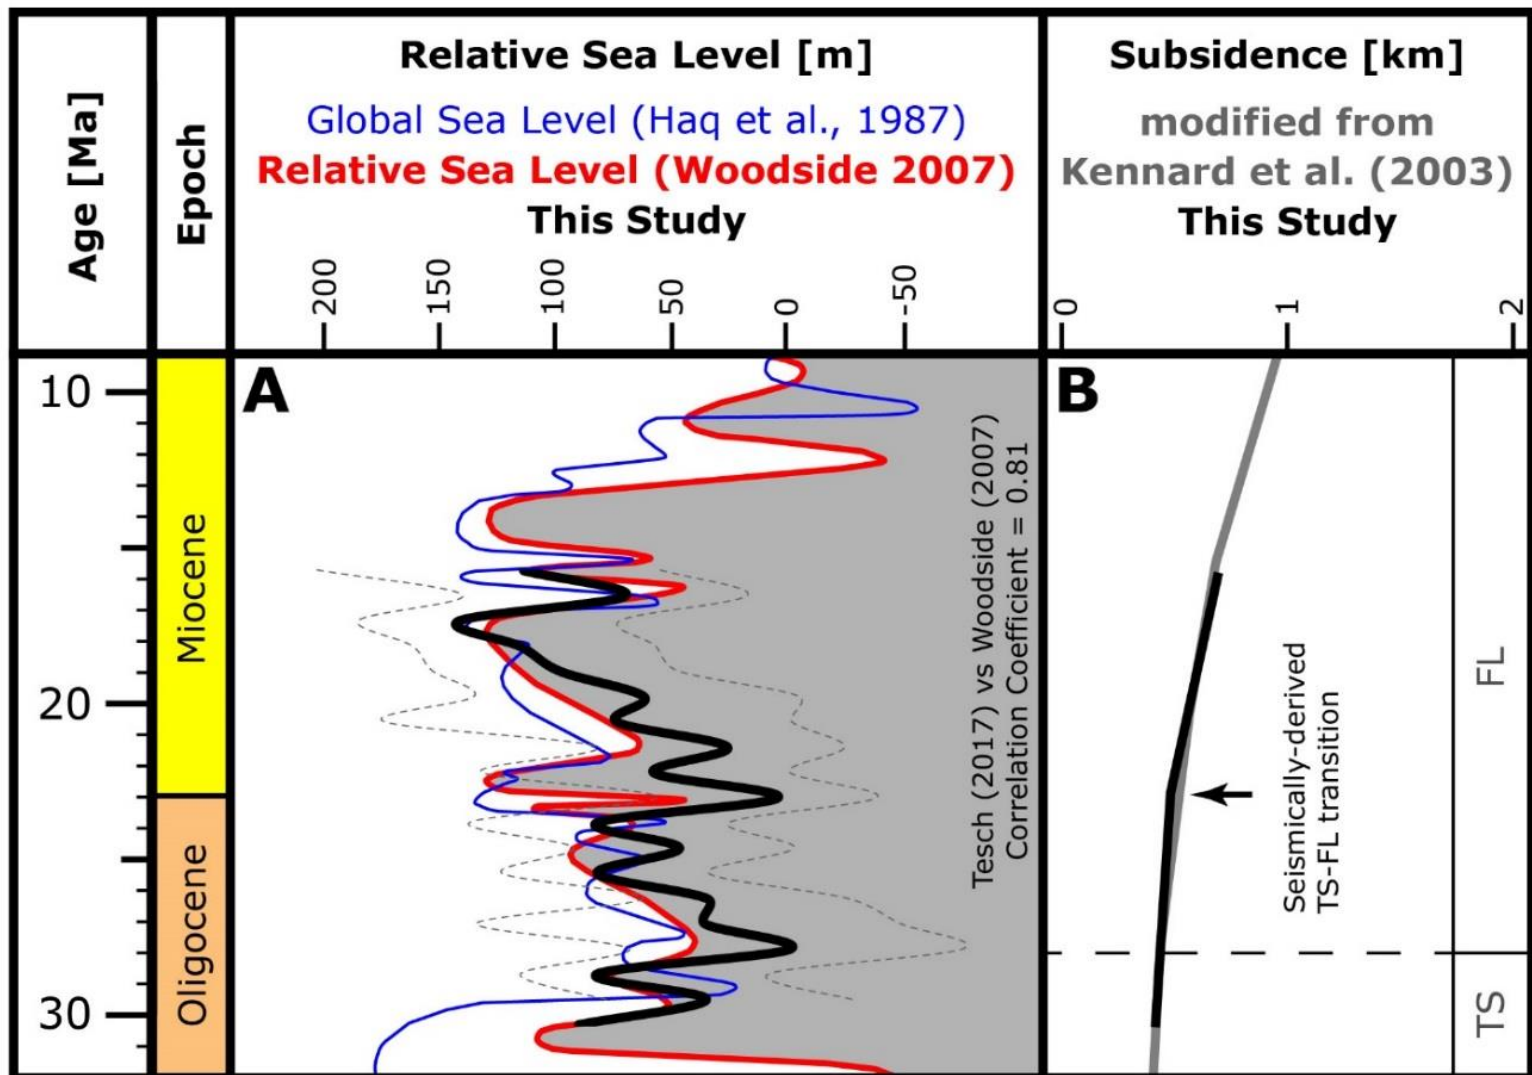 Age [Ma]
Epoch
Relative Sea Level [m]
Global Sea Level (Haq et al., 1987)
Relative Sea Level (Woodside 2007)
This Study
200
150
100
50
0
-50
Subsidence [km]
modified from
Kennard et al. (2003)
This Study
0
1
2
10
20
30
Miocene
Oligocene
A
Tesch (2017) vs Woodside (2007)
Correlation Coefficient = 0.81
B
Seismically-derived
TS-FL transition
FL
TS